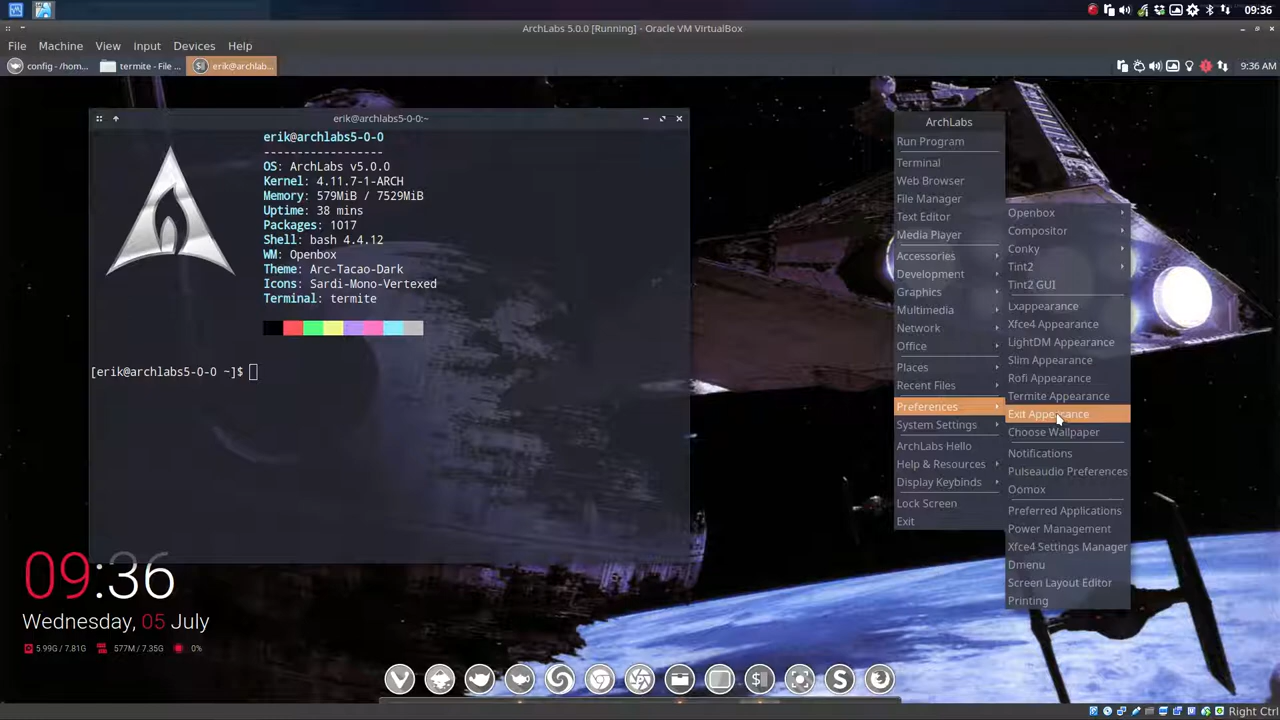 09:36
ArchLabs 5.0.0 [Running] - Oracle VM VirtualBox
File Machine View Input Devices Help
config - /hom...
termite - File ...
erik@archlab...
9:36 AM
erik@archlabs5-0-0:~
erik@archlabs5-0-0
------------------
OS: ArchLabs v5.0.0
Kernel: 4.11.7-1-ARCH
Memory: 579MiB / 7529MiB
Uptime: 38 mins
Packages: 1017
Shell: bash 4.4.12
WM: Openbox
Theme: Arc-Tacao-Dark
Icons: Sardi-Mono-Vertexed
Terminal: termite
[erik@archlabs5-0-0 ~]$
ArchLabs
Run Program
Terminal
Web Browser
File Manager
Text Editor
Media Player
Accessories
Development
Graphics
Multimedia
Network
Office
Places
Recent Files
Preferences
System Settings
ArchLabs Hello
Help & Resources
Display Keybinds
Lock Screen
Exit
Openbox
Compositor
Conky
Tint2
Tint2 GUI
Lxappearance
Xfce4 Appearance
LightDM Appearance
Slim Appearance
Rofi Appearance
Termite Appearance
Exit Appearance
Choose Wallpaper
Notifications
Pulseaudio Preferences
Oomox
Preferred Applications
Power Management
Xfce4 Settings Manager
Dmenu
Screen Layout Editor
Printing
09:36
Wednesday, 05 July
5.99G / 7.81G
577M / 7.35G
0%
Right Ctrl